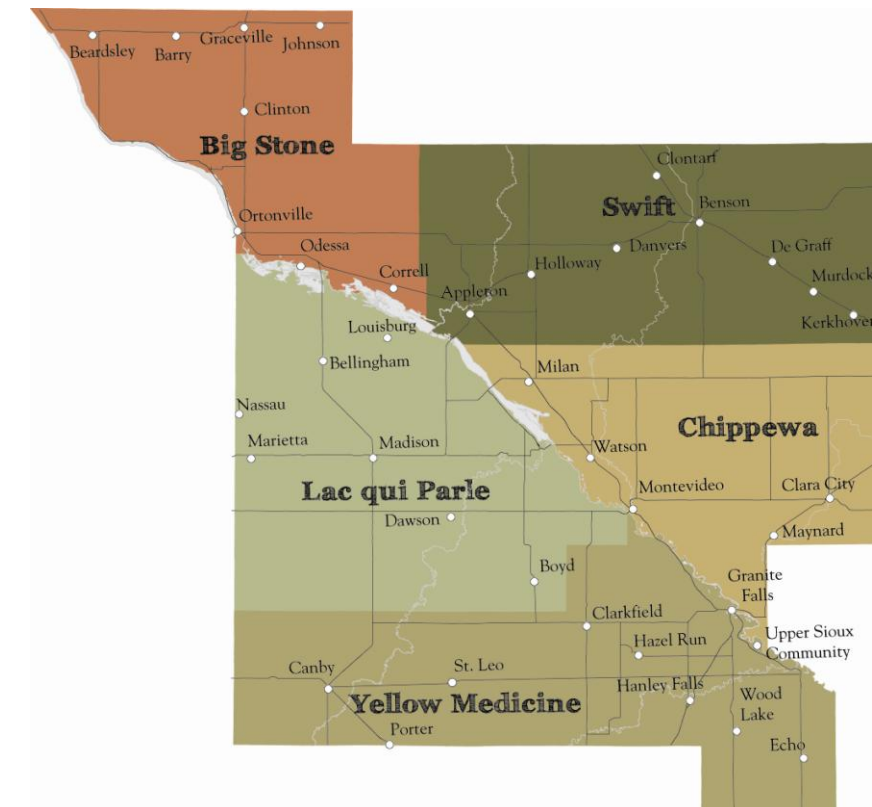 Graceville
Johnson
Beardsley
Barry
Clinton
Big Stone
Clontarf
Swift
Benson
Ortonville
Odessa
Danvers
De Graff
Holloway
Correll
Murdock
Appleton
Kerkhoven
Louisburg
Bellingham
Milan
Nassau
Chippewa
Marietta
Madison
Watson
Lac qui Parle
Montevideo
Clara City
Dawson
Maynard
Boyd
Granite
Falls
Clarkfield
Hazel Run
Upper Sioux
Community
Canby
St. Leo
Hanley Falls
Wood
Lake
Yellow Medicine
Porter
Echo